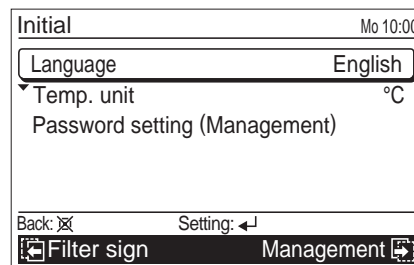 Initial Mo 10:00
Language English
Temp. unit °C
Password setting (Management)
Back: Setting:
Filter sign Management